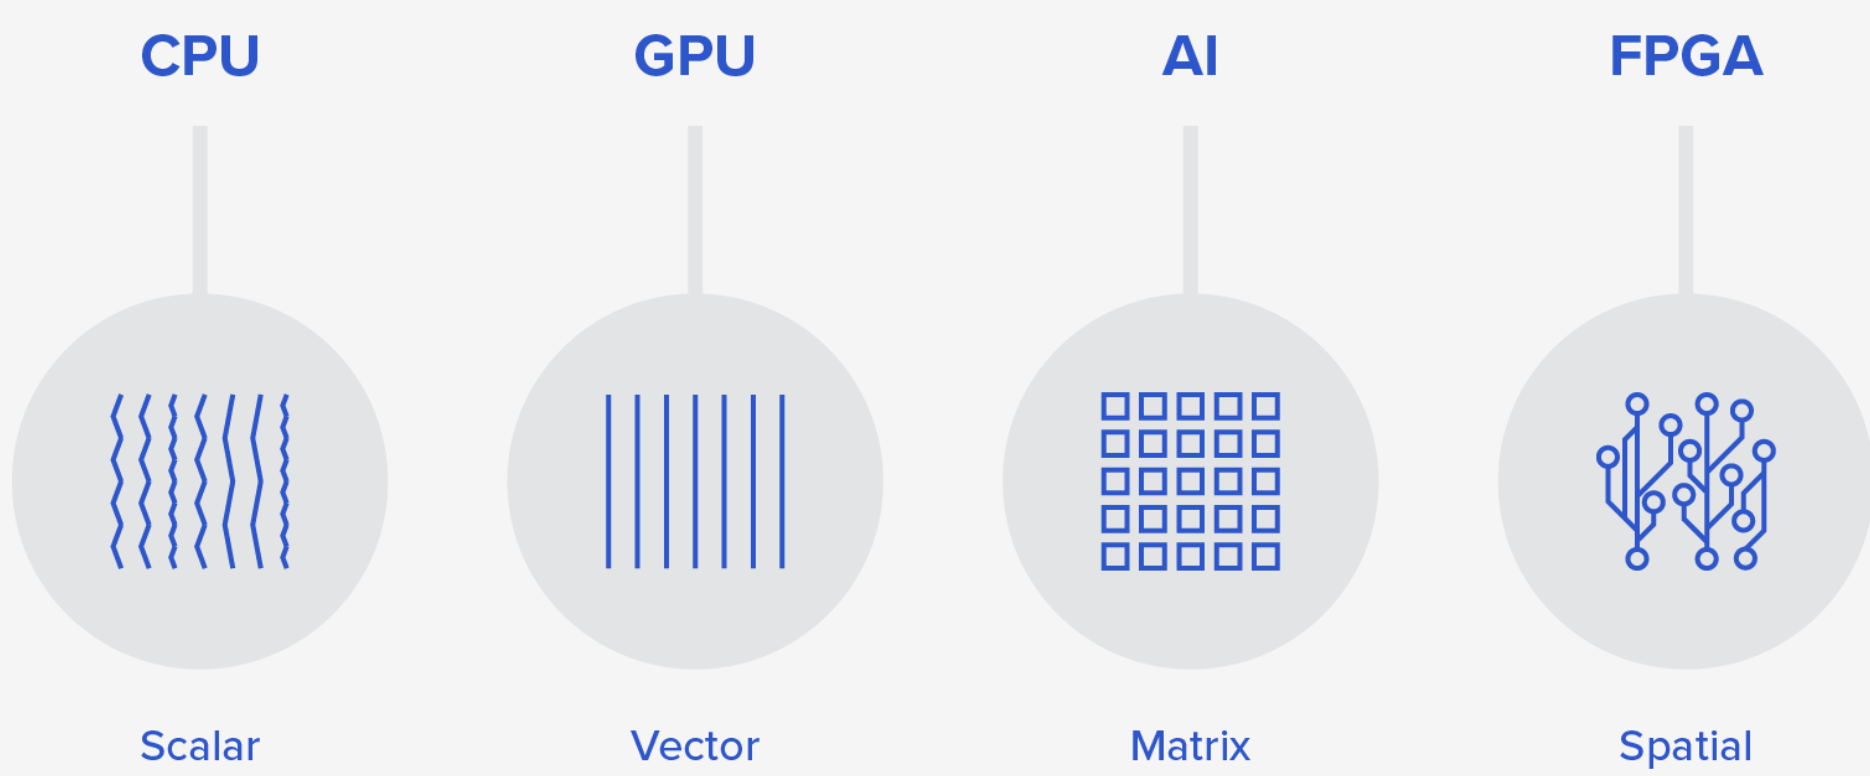 CPU
GPU
AI
FPGA
Scalar
Vector
Matrix
Spatial